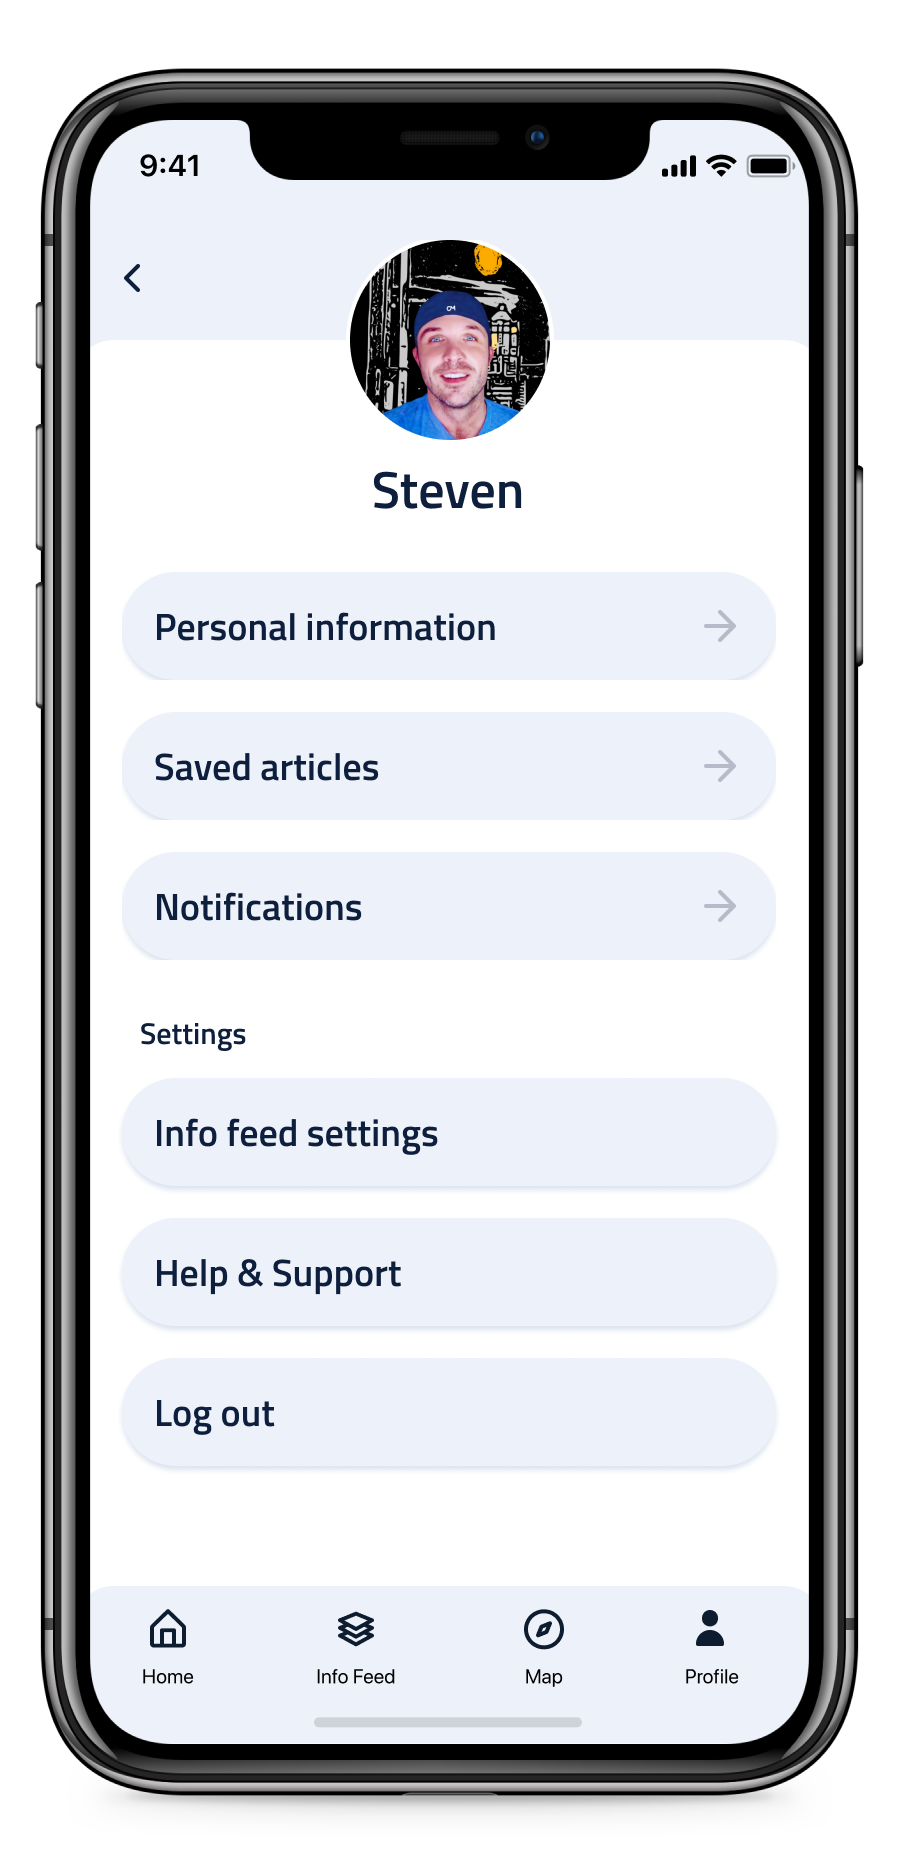 9:41
Steven
Personal information
Saved articles
Notifications
Settings
Info feed settings
Help & Support
Log out
Home
Info Feed
Map
Profile